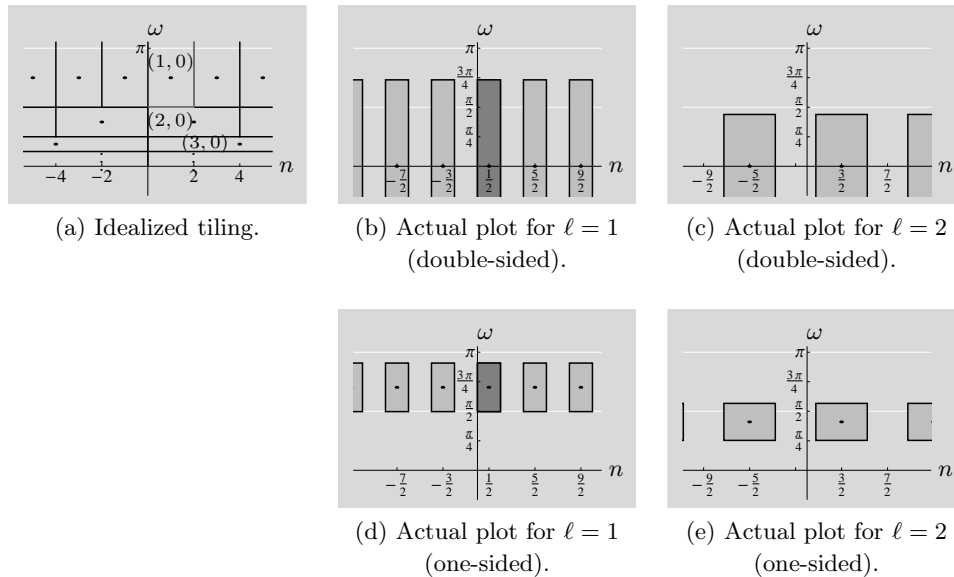 ω
π
(1, 0)
(2, 0)
(3, 0)
−4 −2 2 4 n
(a) Idealized tiling.
ω
π
3π/4
π/2
π/4
−7/2 −3/2 1/2 5/2 9/2 n
(b) Actual plot for ℓ = 1
(double-sided).
ω
π
3π/4
π/2
π/4
−9/2 −5/2 3/2 7/2 n
(c) Actual plot for ℓ = 2
(double-sided).
ω
π
3π/4
π/2
π/4
n
−7/2 −3/2 1/2 5/2 9/2
(d) Actual plot for ℓ = 1
(one-sided).
ω
π
3π/4
π/2
π/4
n
−9/2 −5/2 3/2 7/2
(e) Actual plot for ℓ = 2
(one-sided).